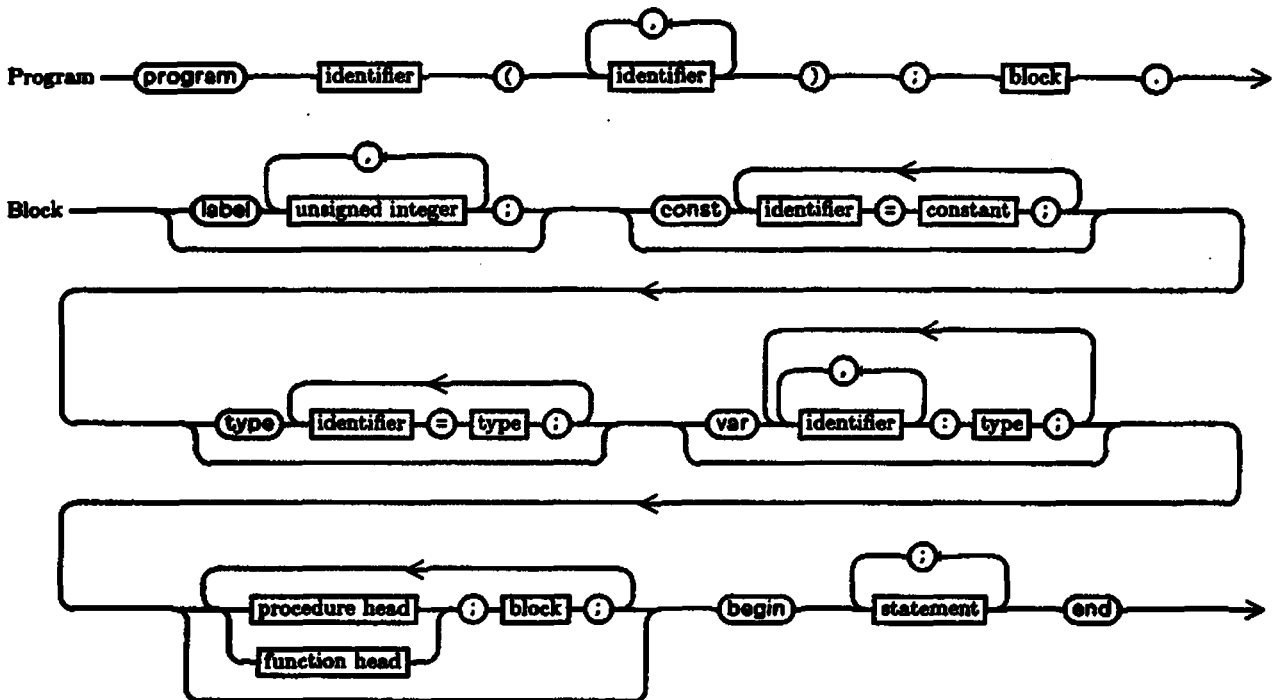 ,
Program program identifier ( identifier ) ; block .
,
Block label unsigned integer ; const identifier = constant ;
,
type identifier = type ; var identifier : type ;
;
procedure head ; block ; begin statement end
function head